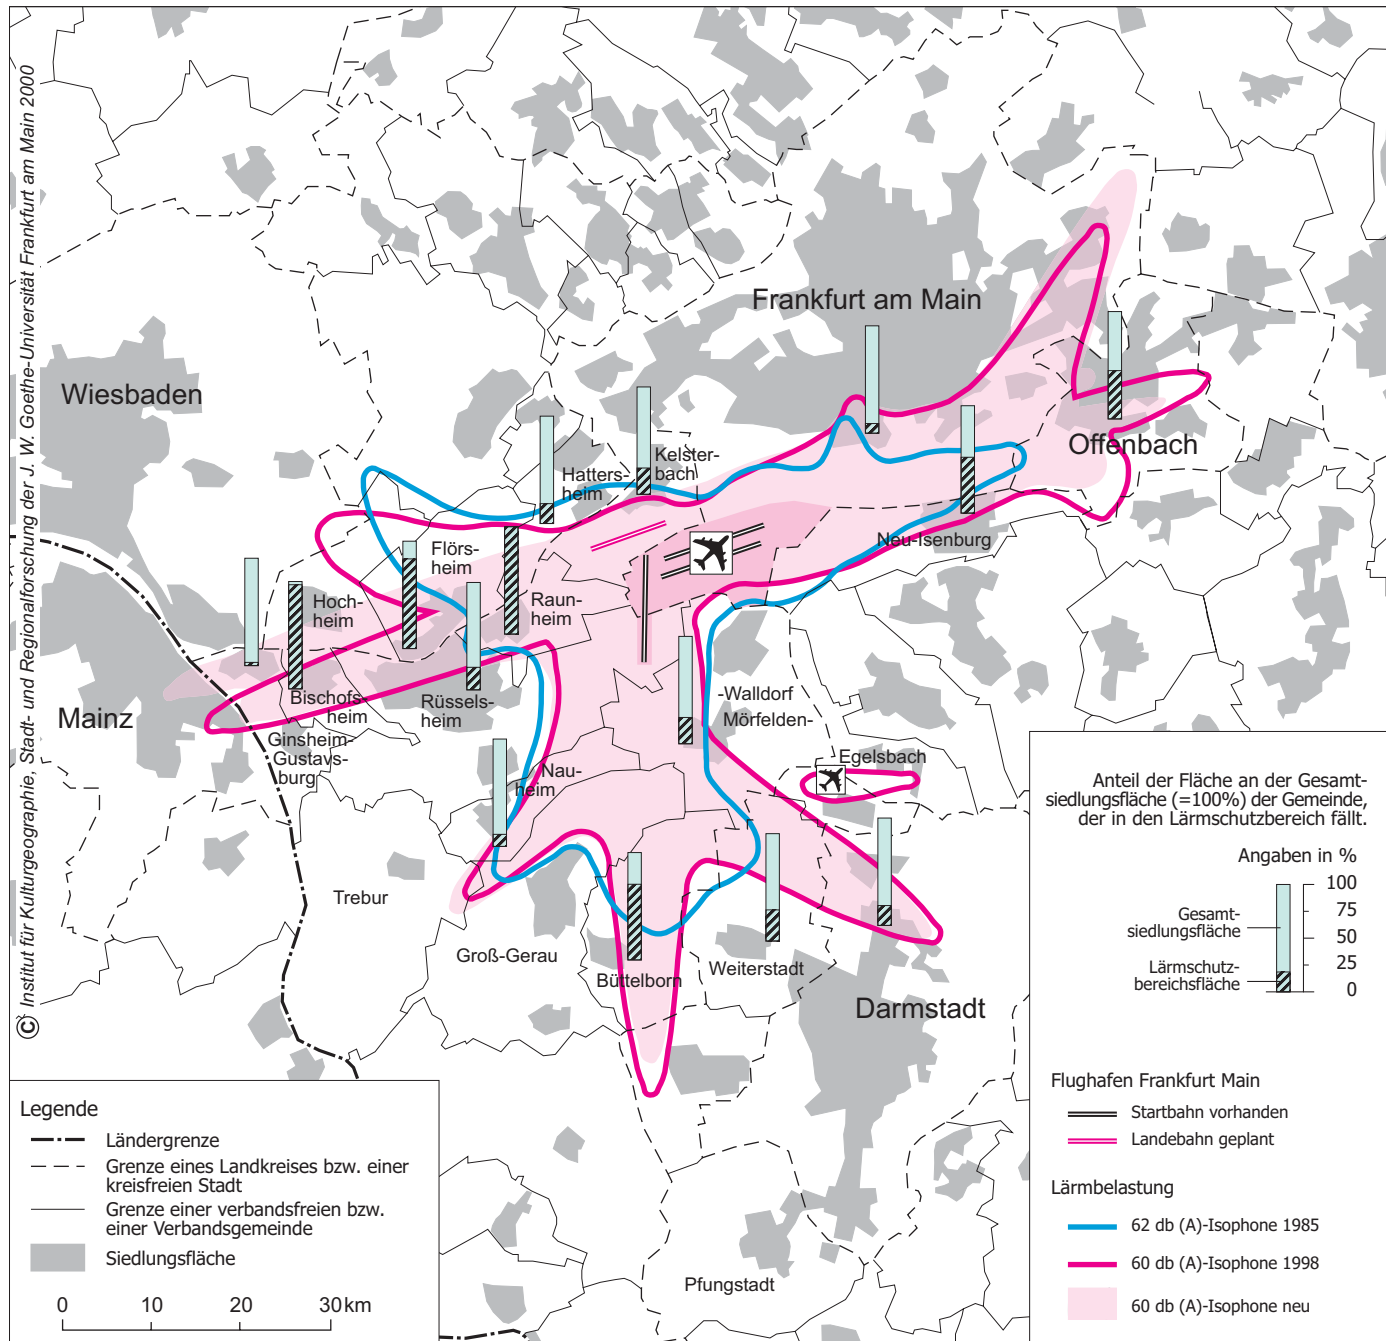 © Institut für Kulturgeographie, Stadt- und Regionalforschung der J. W. Goethe-Universität Frankfurt am Main 2000
Frankfurt am Main
Wiesbaden
Offenbach
Kelster-
bach
Hatters-
heim
Neu-Isenburg
Flörs-
heim
Raun-
heim
Hoch-
heim
Bischofs-
heim
Rüssels-
heim
Mainz
Ginsheim-
Gustavs-
burg
-Walldorf
Mörfelden-
Nau-
heim
Egelsbach
Trebur
Groß-Gerau
Büttelborn
Weiterstadt
Darmstadt
Pfungstadt
Anteil der Fläche an der Gesamt-
siedlungsfläche (=100%) der Gemeinde,
der in den Lärmschutzbereich fällt.
Angaben in %
100
75
50
25
0
Gesamt-
siedlungsfläche
Lärmschutz-
bereichsfläche
Flughafen Frankfurt Main
Startbahn vorhanden
Landebahn geplant
Lärmbelastung
62 db (A)-Isophone 1985
60 db (A)-Isophone 1998
60 db (A)-Isophone neu
Legende
Ländergrenze
Grenze eines Landkreises bzw. einer
kreisfreien Stadt
Grenze einer verbandsfreien bzw.
einer Verbandsgemeinde
Siedlungsfläche
0 10 20 30 km